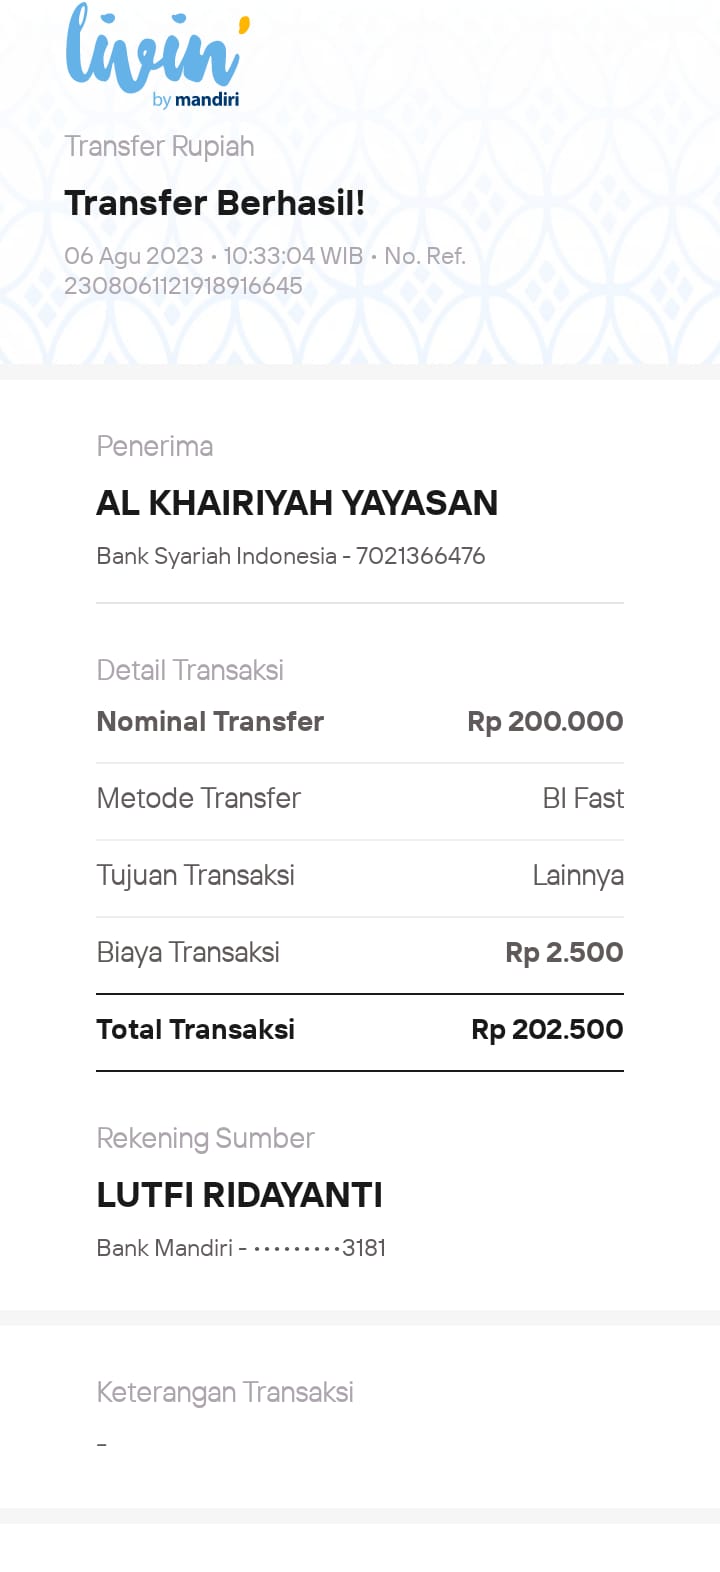 livin'
by mandiri
Transfer Rupiah
Transfer Berhasil!
06 Agu 2023 • 10:33:04 WIB • No. Ref.
2308061121918916645
Penerima
AL KHAIRIYAH YAYASAN
Bank Syariah Indonesia - 7021366476
Detail Transaksi
Nominal Transfer Rp 200.000
Metode Transfer BI Fast
Tujuan Transaksi Lainnya
Biaya Transaksi Rp 2.500
Total Transaksi Rp 202.500
Rekening Sumber
LUTFI RIDAYANTI
Bank Mandiri - •••••••••3181
Keterangan Transaksi
-